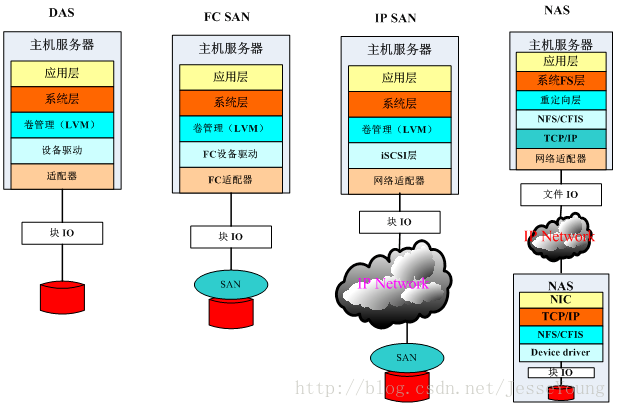 DAS
主机服务器
应用层
系统层
卷管理（LVM）
设备驱动
适配器
块 IO
FC SAN
主机服务器
应用层
系统层
卷管理（LVM）
FC设备驱动
FC适配器
块 IO
SAN
IP SAN
主机服务器
应用层
系统层
卷管理（LVM）
iSCSI层
网络适配器
块 IO
IP Network
SAN
NAS
主机服务器
应用层
系统FS层
重定向层
NFS/CFIS
TCP/IP
网络适配器
文件 IO
IP Network
NAS
NIC
TCP/IP
NFS/CFIS
Device driver
块 IO
http://blog.csdn.net/jesseyoung